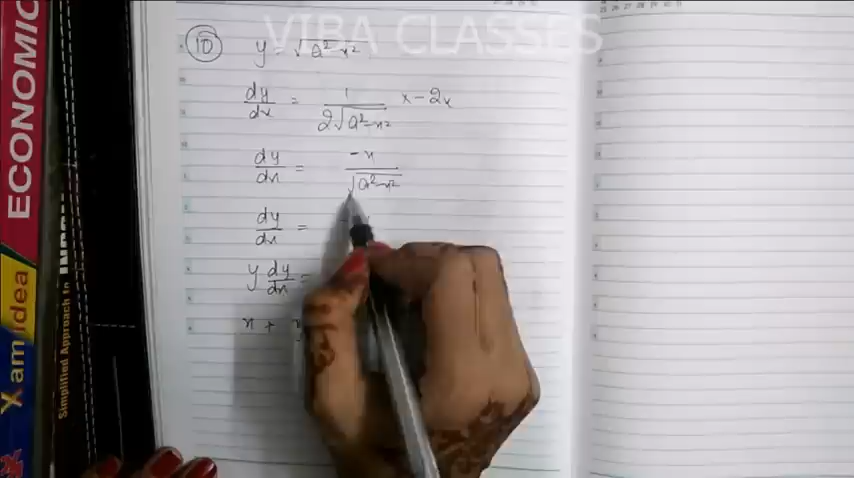 VIBA CLASSES
10 y = √a²-x²
dy/dx = 1/2√a²-x² x - 2x
dy/dx = -x/√a²-x²
dy/dx =
y dy/dx =
x +
ECONOMIC
Xam idea
Simplified Approach to Ex